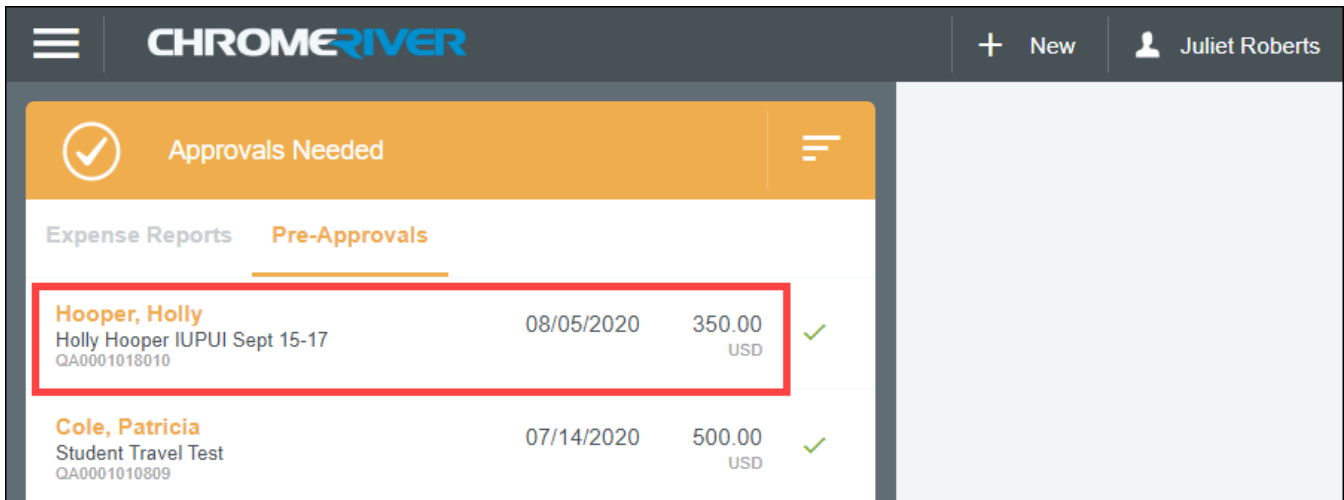 CHROMERIVER
+ New
Juliet Roberts
Approvals Needed
Expense Reports Pre-Approvals
Hooper, Holly
Holly Hooper IUPUI Sept 15-17
QA0001018010
08/05/2020
350.00
USD
Cole, Patricia
Student Travel Test
QA0001010809
07/14/2020
500.00
USD